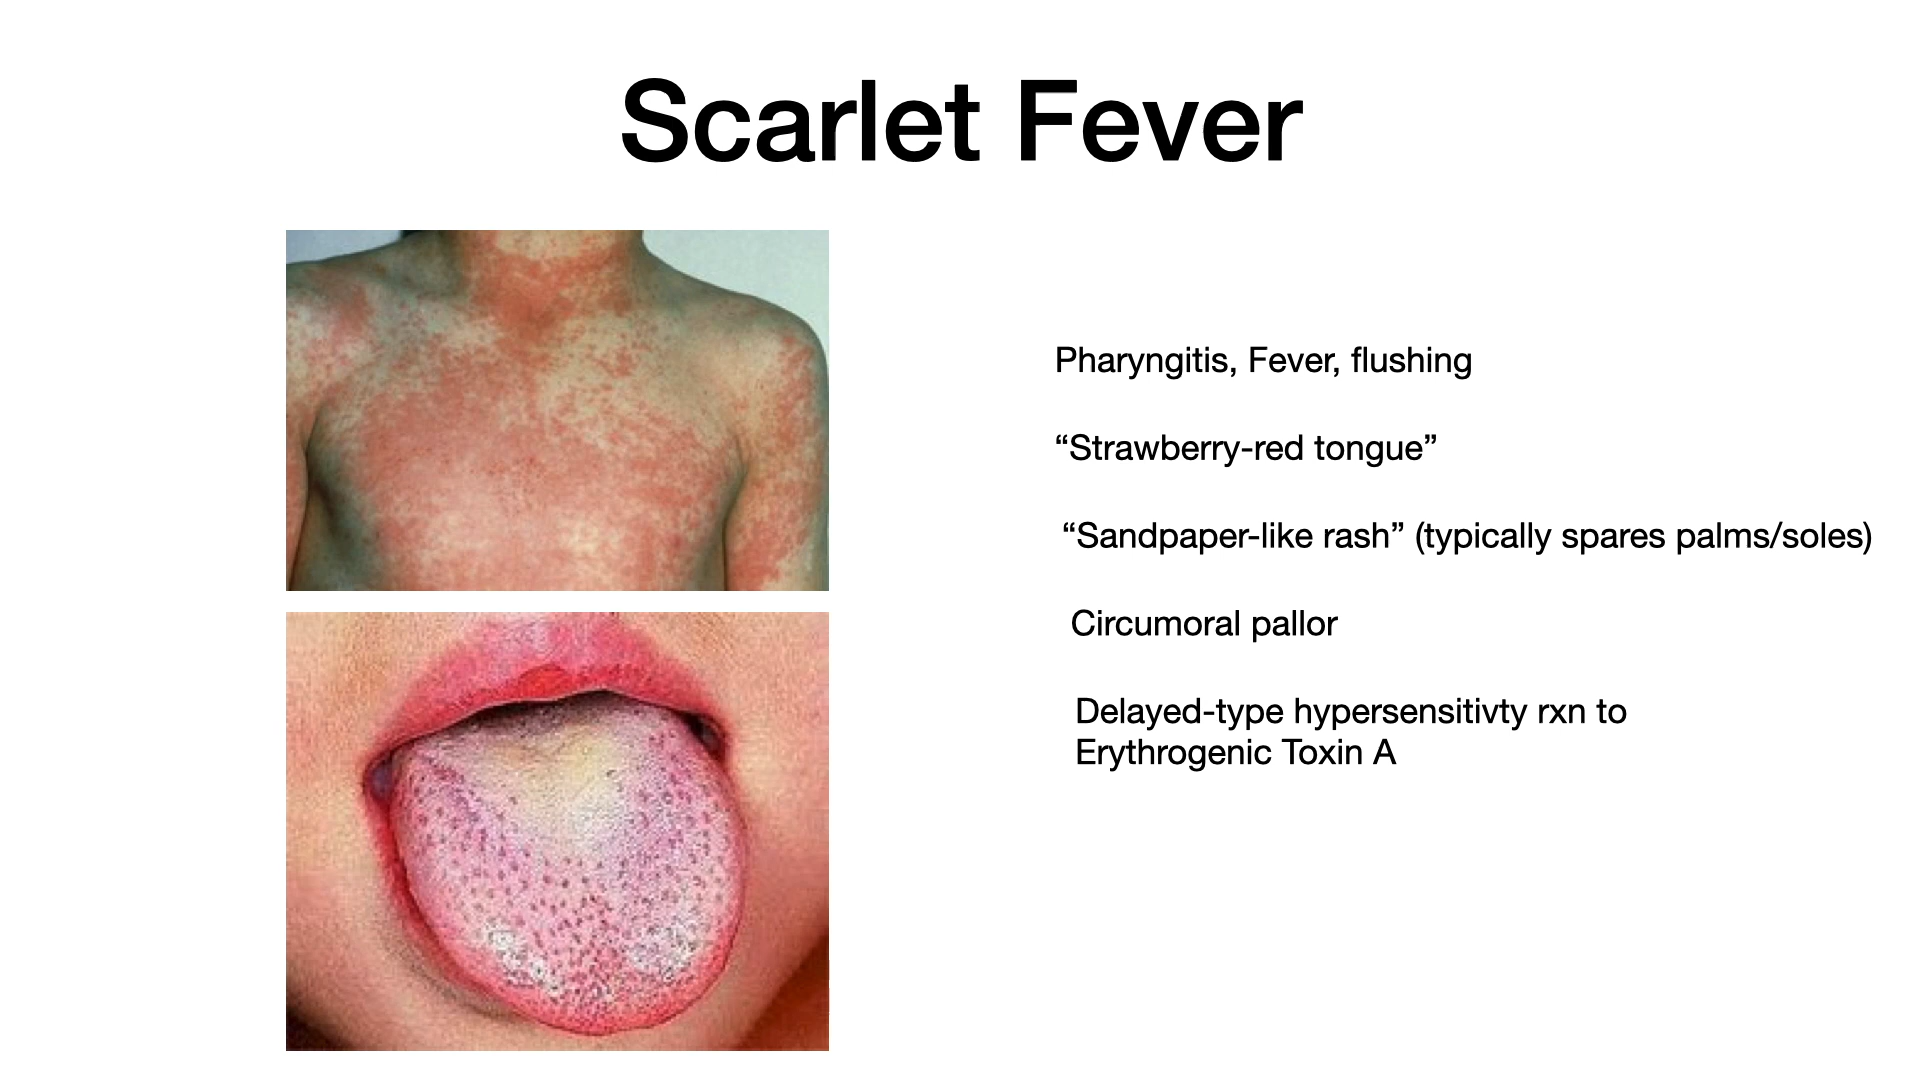 Scarlet Fever
Pharyngitis, Fever, flushing
“Strawberry-red tongue”
“Sandpaper-like rash” (typically spares palms/soles)
Circumoral pallor
Delayed-type hypersensitivty rxn to
Erythrogenic Toxin A